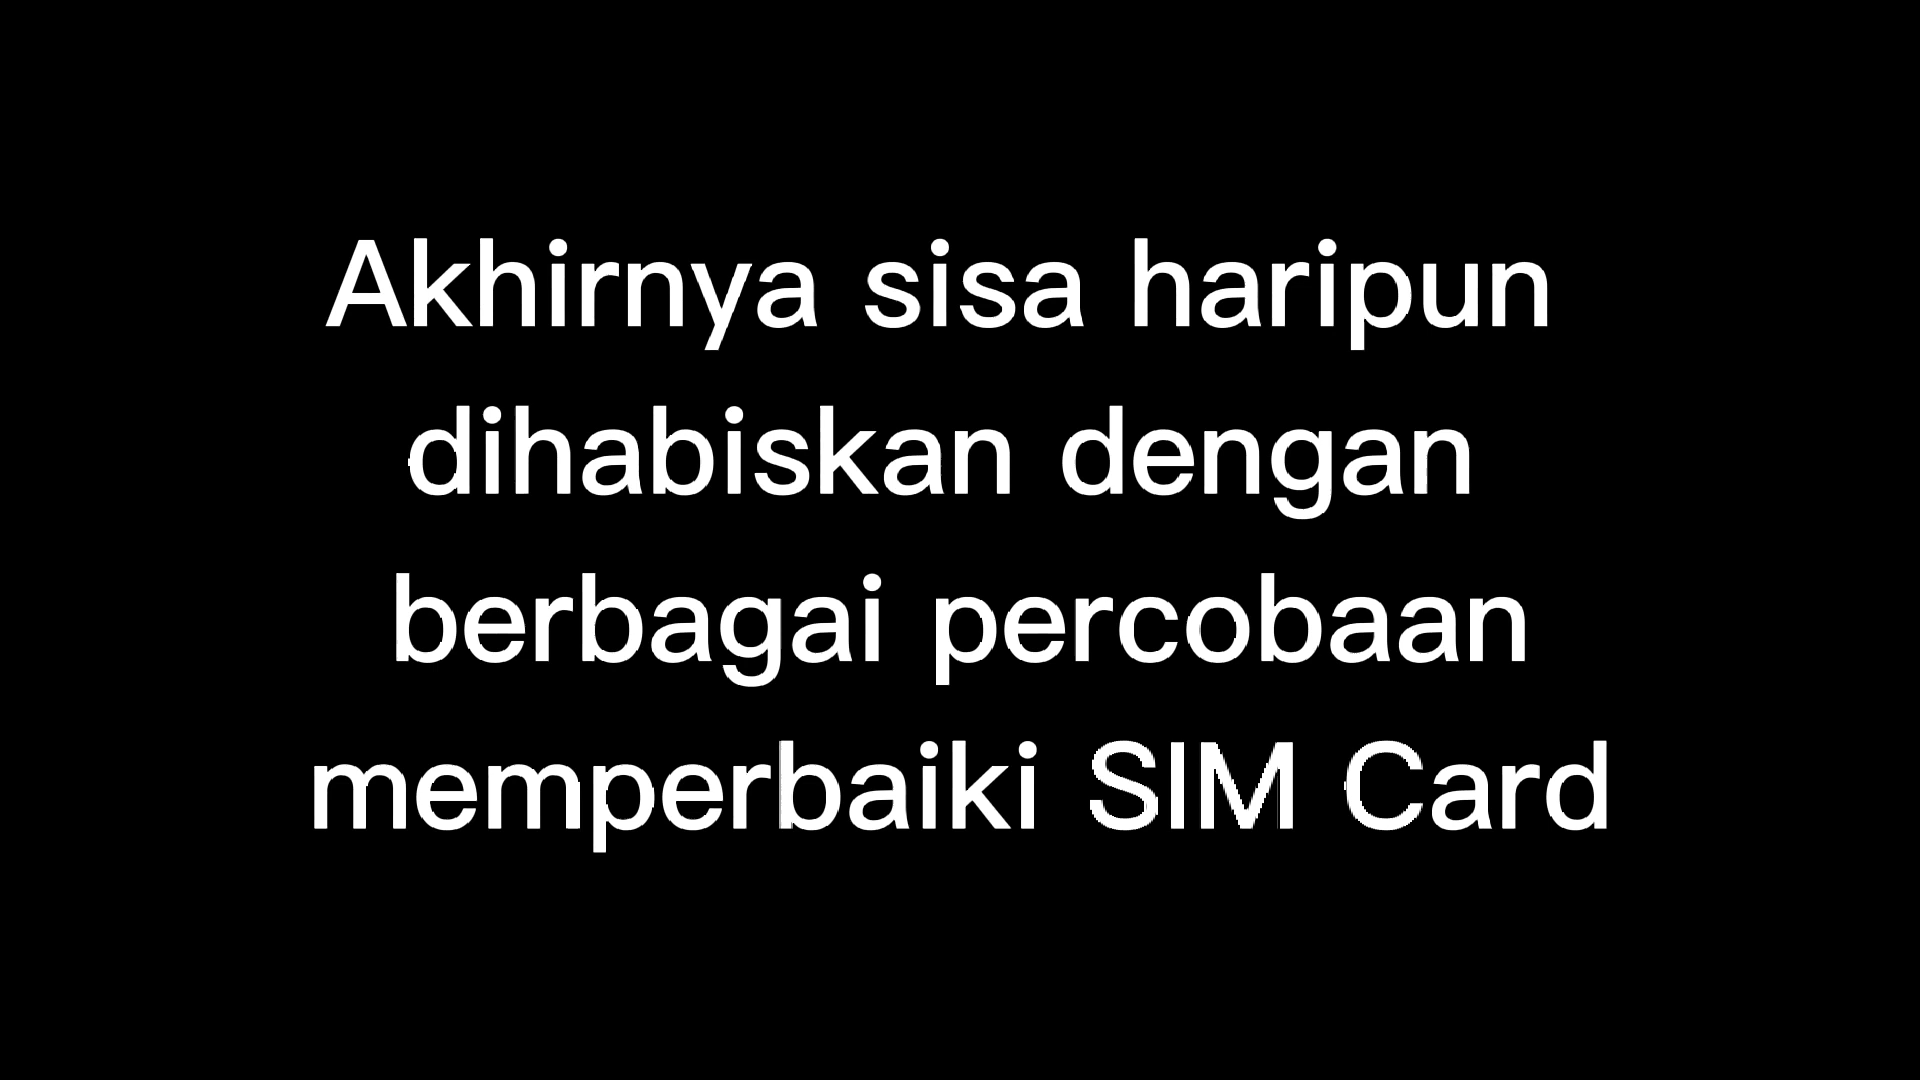 Akhirnya sisa haripun
dihabiskan dengan
berbagai percobaan
memperbaiki SIM Card